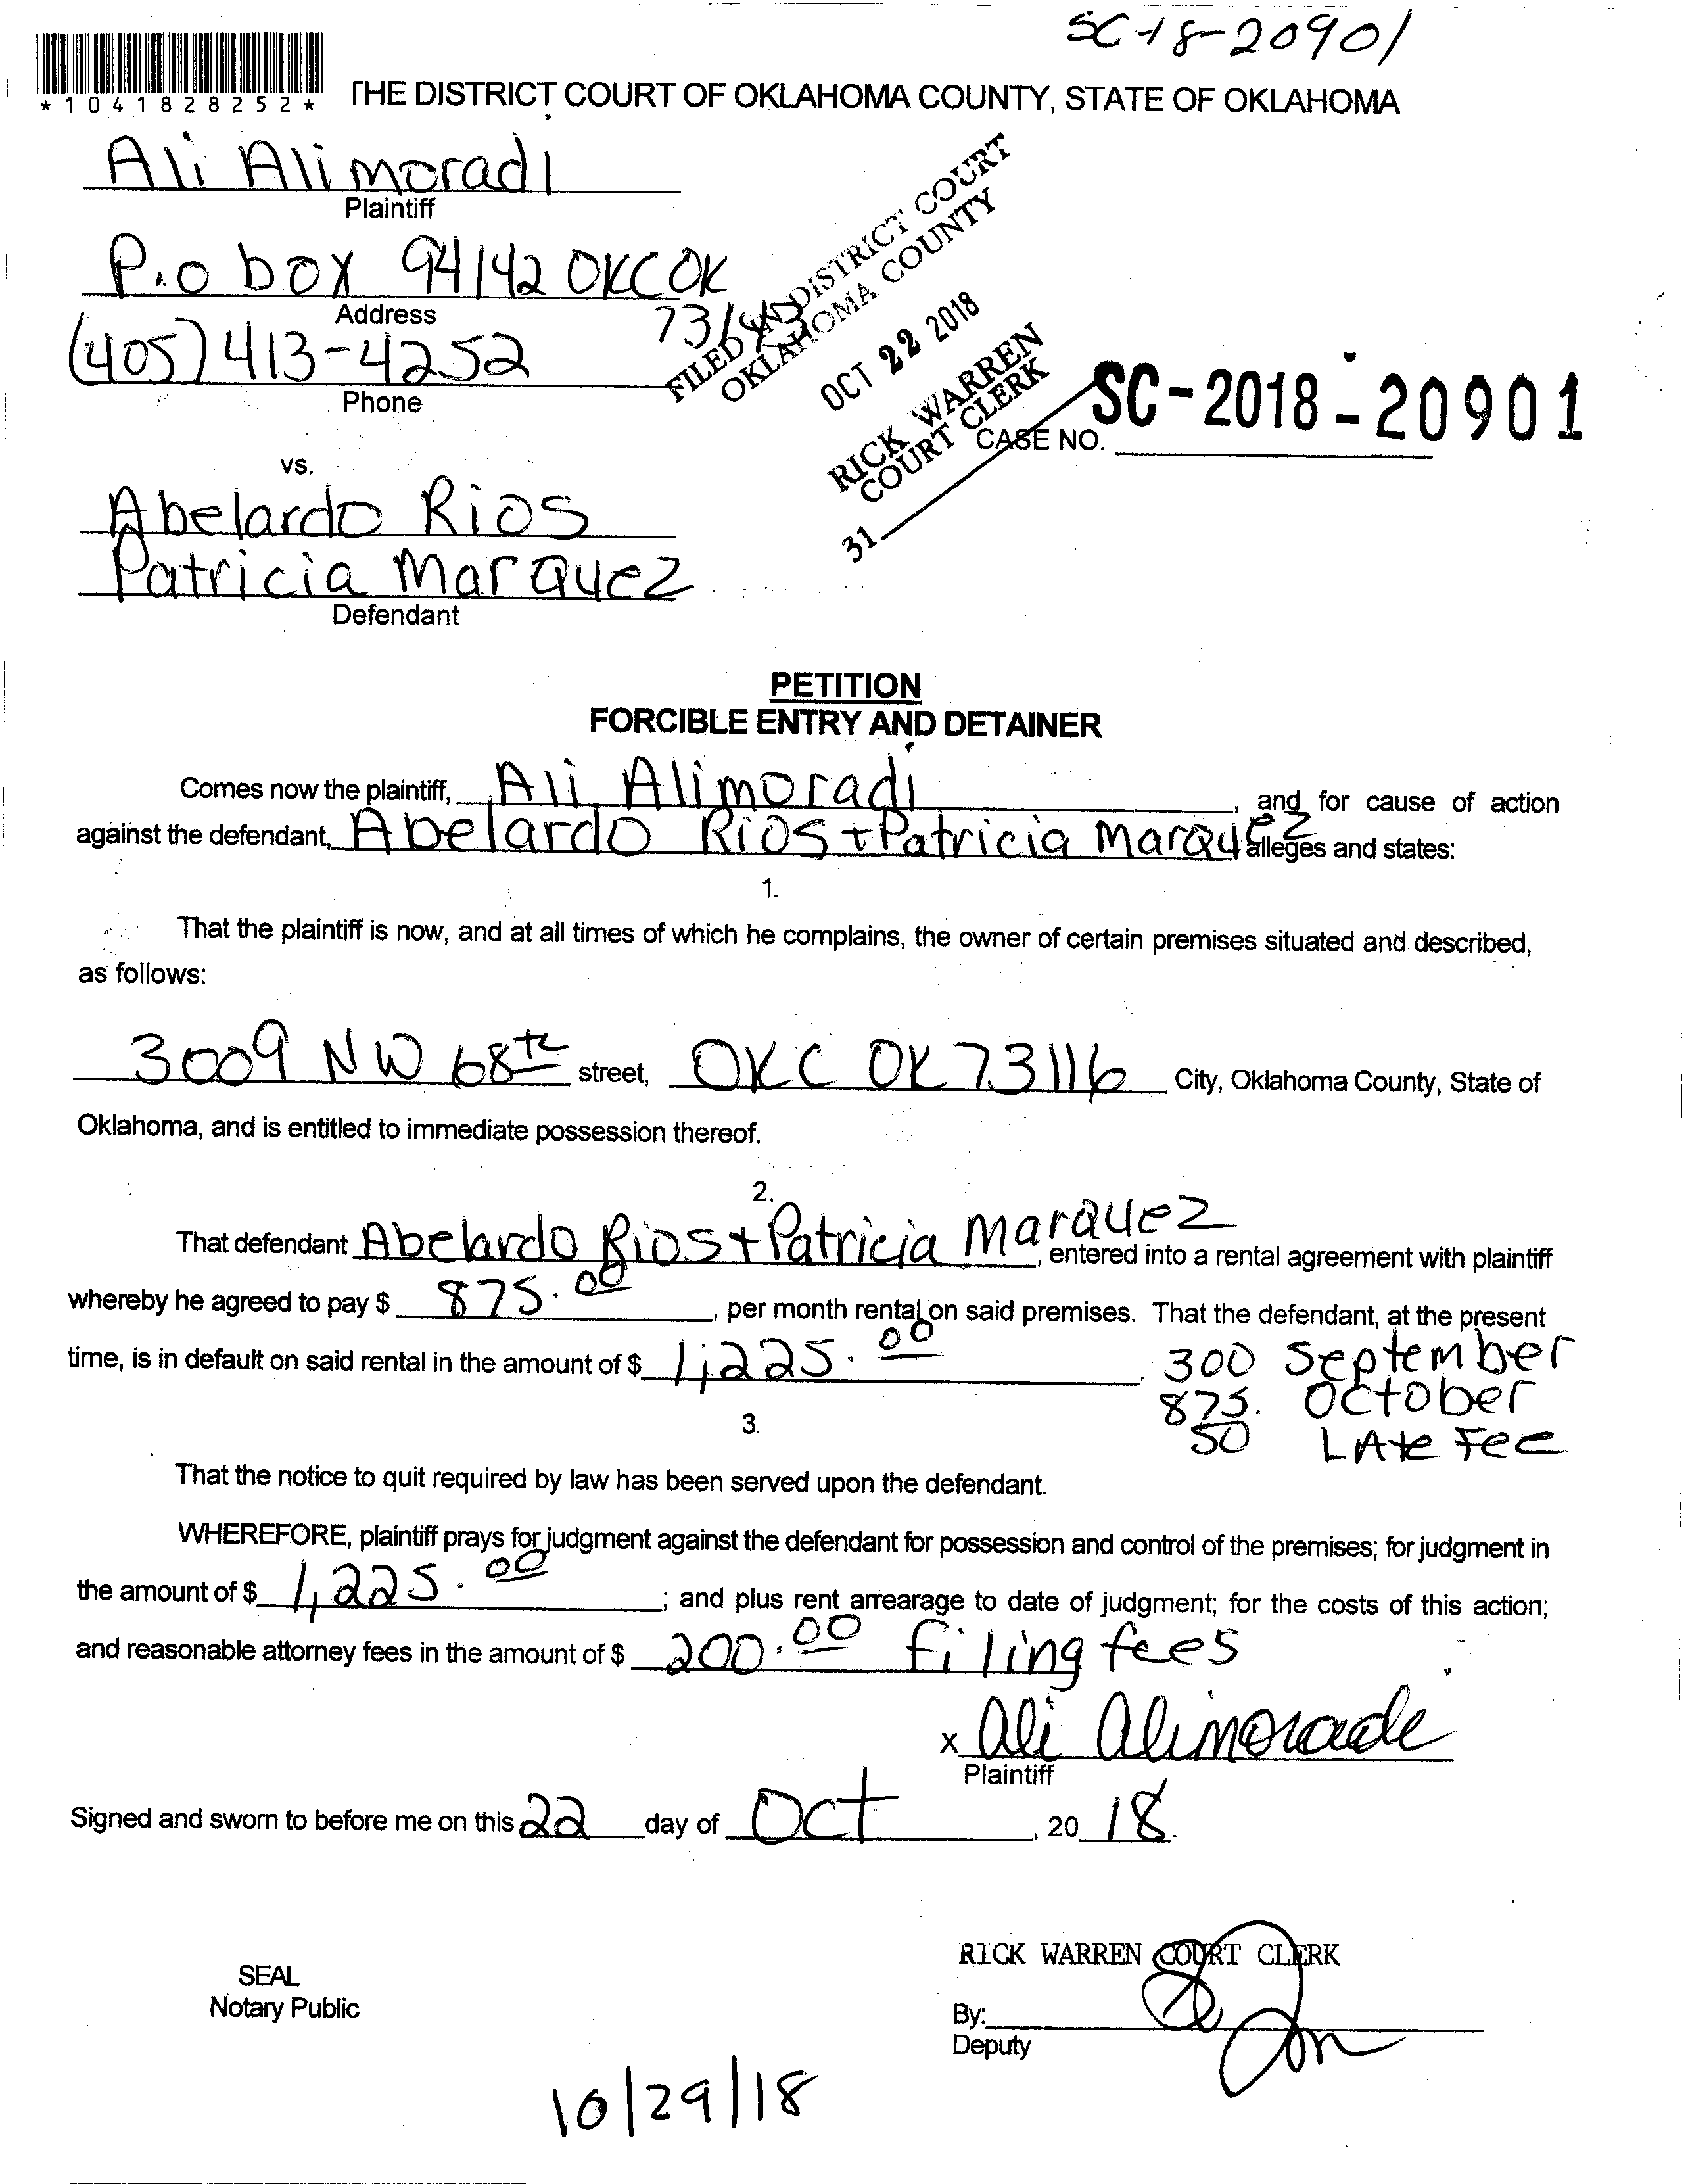 SC-18-20901
*1041828252*
THE DISTRICT COURT OF OKLAHOMA COUNTY, STATE OF OKLAHOMA
Ali Alimoradi
Plaintiff
P.o box 94142 OKC OK
Address
73143
(405) 413-4252
Phone
FILED IN DISTRICT COURT
OKLAHOMA COUNTY
OCT 22 2018
RICK WARREN
COURT CLERK
31
SC-2018-20901
CASE NO.
vs.
Abelardo Rios
Patricia Marquez
Defendant
PETITION
FORCIBLE ENTRY AND DETAINER
Comes now the plaintiff, Ali Alimoradi, and for cause of action
against the defendant, Abelardo Rios + Patricia Marquez alleges and states:
1.
That the plaintiff is now, and at all times of which he complains, the owner of certain premises situated and described,
as follows:
3009 NW 68th street, OKC OK 73116 City, Oklahoma County, State of
Oklahoma, and is entitled to immediate possession thereof.
2.
That defendant Abelardo Rios + Patricia Marquez, entered into a rental agreement with plaintiff
whereby he agreed to pay $ 875.00, per month rental on said premises. That the defendant, at the present
time, is in default on said rental in the amount of $ 1,225.00.
300 September
875. October
50 LAte Fee
3.
That the notice to quit required by law has been served upon the defendant.
WHEREFORE, plaintiff prays for judgment against the defendant for possession and control of the premises; for judgment in
the amount of $ 1,225.00; and plus rent arrearage to date of judgment; for the costs of this action;
and reasonable attorney fees in the amount of $ 200.00 filing fees
x Ali Alimoradi
Plaintiff
Signed and sworn to before me on this 22 day of Oct, 20 18.
RICK WARREN COURT CLERK
SEAL
Notary Public
By:
Deputy
10/29/18